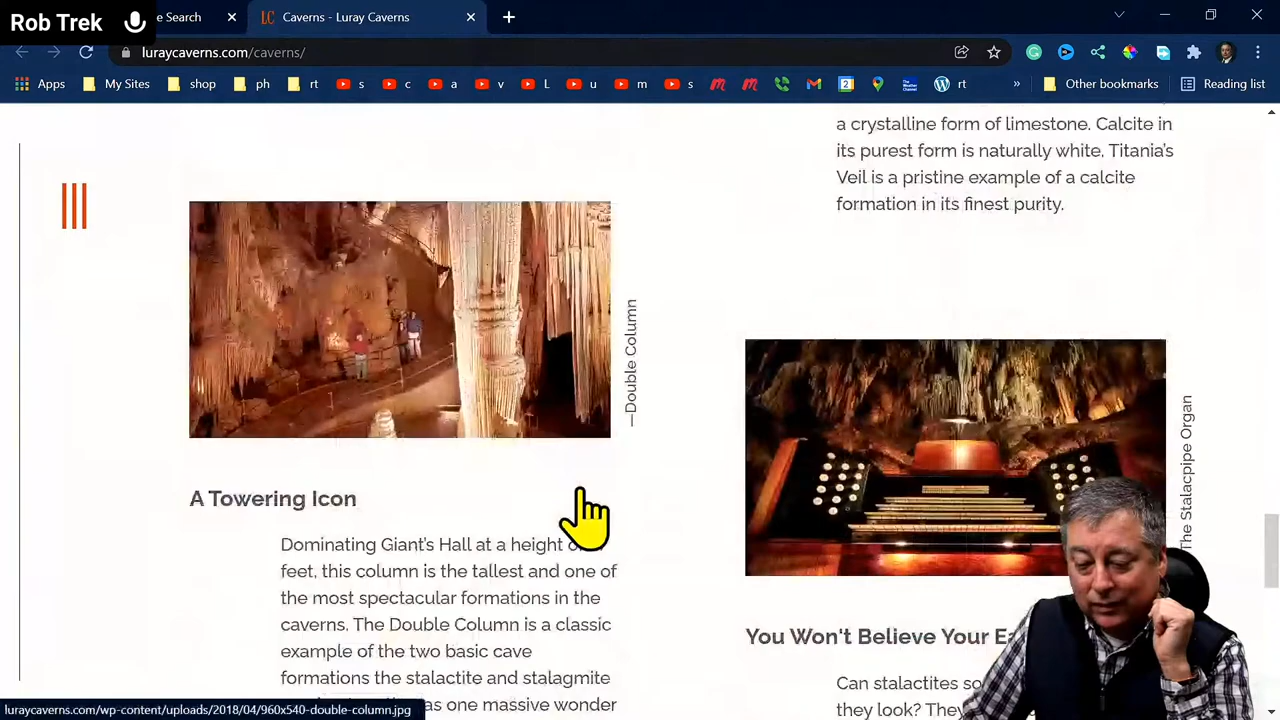 Rob Trek
e Search
LC Caverns - Luray Caverns
luraycaverns.com/caverns/
Apps My Sites shop ph rt s c a v L u m s 2 rt » Other bookmarks Reading list
a crystalline form of limestone. Calcite in
its purest form is naturally white. Titania's
Veil is a pristine example of a calcite
formation in its finest purity.
—Double Column
A Towering Icon
Dominating Giant's Hall at a height
feet, this column is the tallest and one of
the most spectacular formations in the
caverns. The Double Column is a classic
example of the two basic cave
formations the stalactite and stalagmite
as one massive wonder
The Stalacpipe Organ
You Won't Believe Your
Can stalactites
they look? They
luraycaverns.com/wp-content/uploads/2018/04/960x540-double-column.jpg